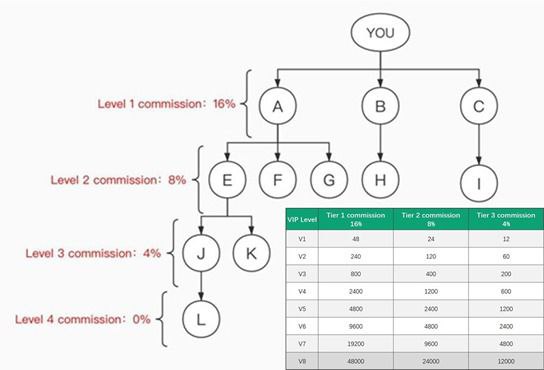 YOU
Level 1 commission: 16%
A
B
C
Level 2 commission: 8%
E
F
G
H
I
Level 3 commission: 4%
J
K
Level 4 commission: 0%
L
VIP Level Tier 1 commission 16% Tier 2 commission 8% Tier 3 commission 4%
V1 48 24 12
V2 240 120 60
V3 800 400 200
V4 2400 1200 600
V5 4800 2400 1200
V6 9600 4800 2400
V7 19200 9600 4800
V8 48000 24000 12000